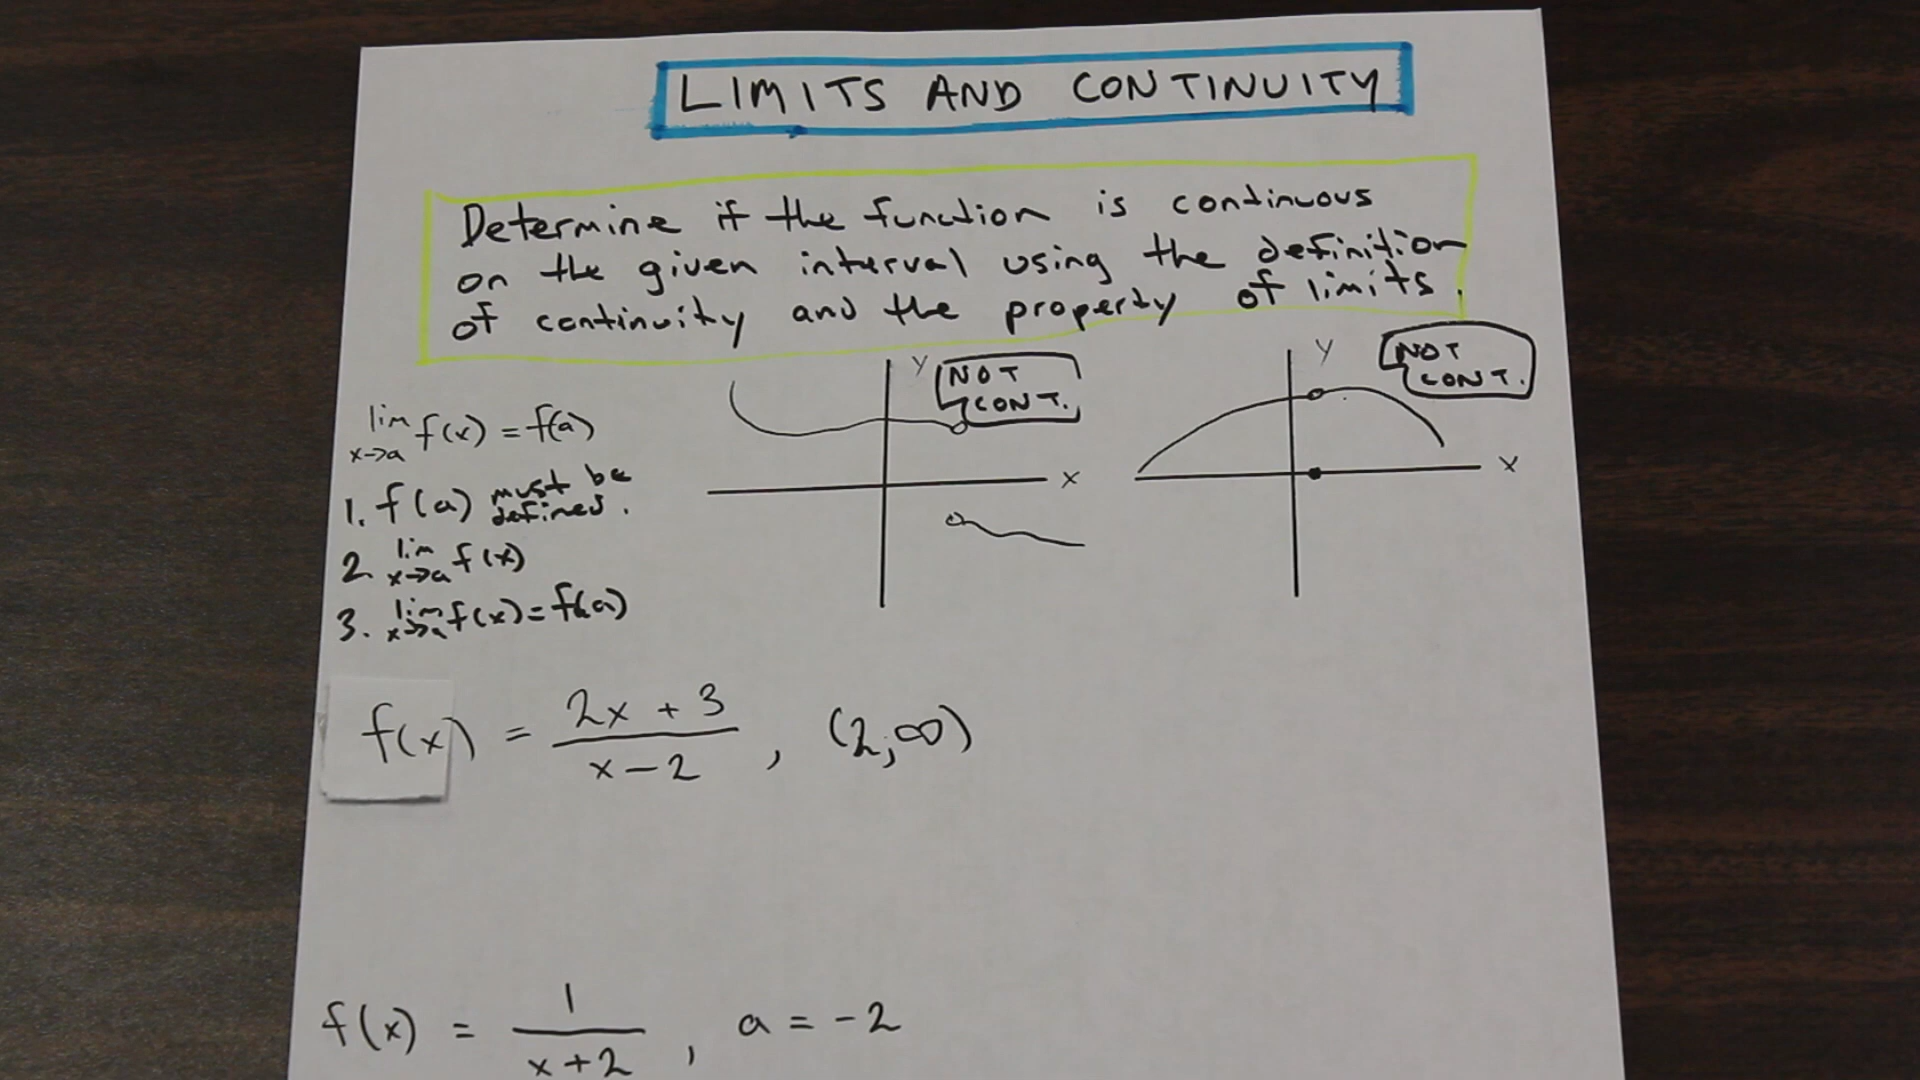 LIMITS AND CONTINUITY
Determine if the function is continuous
on the given interval using the definition
of continuity and the property of limits.
lim f(x) = f(a)
x→a
1. f(a) must be
defined.
2. lim f(x)
x→a
3. lim f(x) = f(a)
x→a
Y
NOT
CONT.
X
Y
NOT
CONT.
X
f(x) = 2x + 3 / x - 2 , (2, ∞)
f(x) = 1 / x + 2 , a = -2